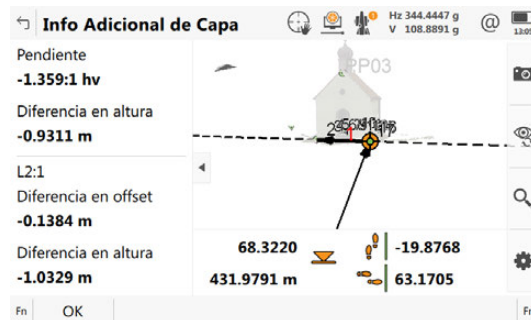 Info Adicional de Capa
Hz 344.4447 g
V 108.8891 g
@
13:05
Pendiente
-1.359:1 hv
Diferencia en altura
-0.9311 m
L2:1
Diferencia en offset
-0.1384 m
Diferencia en altura
-1.0329 m
PP03
68.3220
-19.8768
431.9791 m
63.1705
Fn
OK